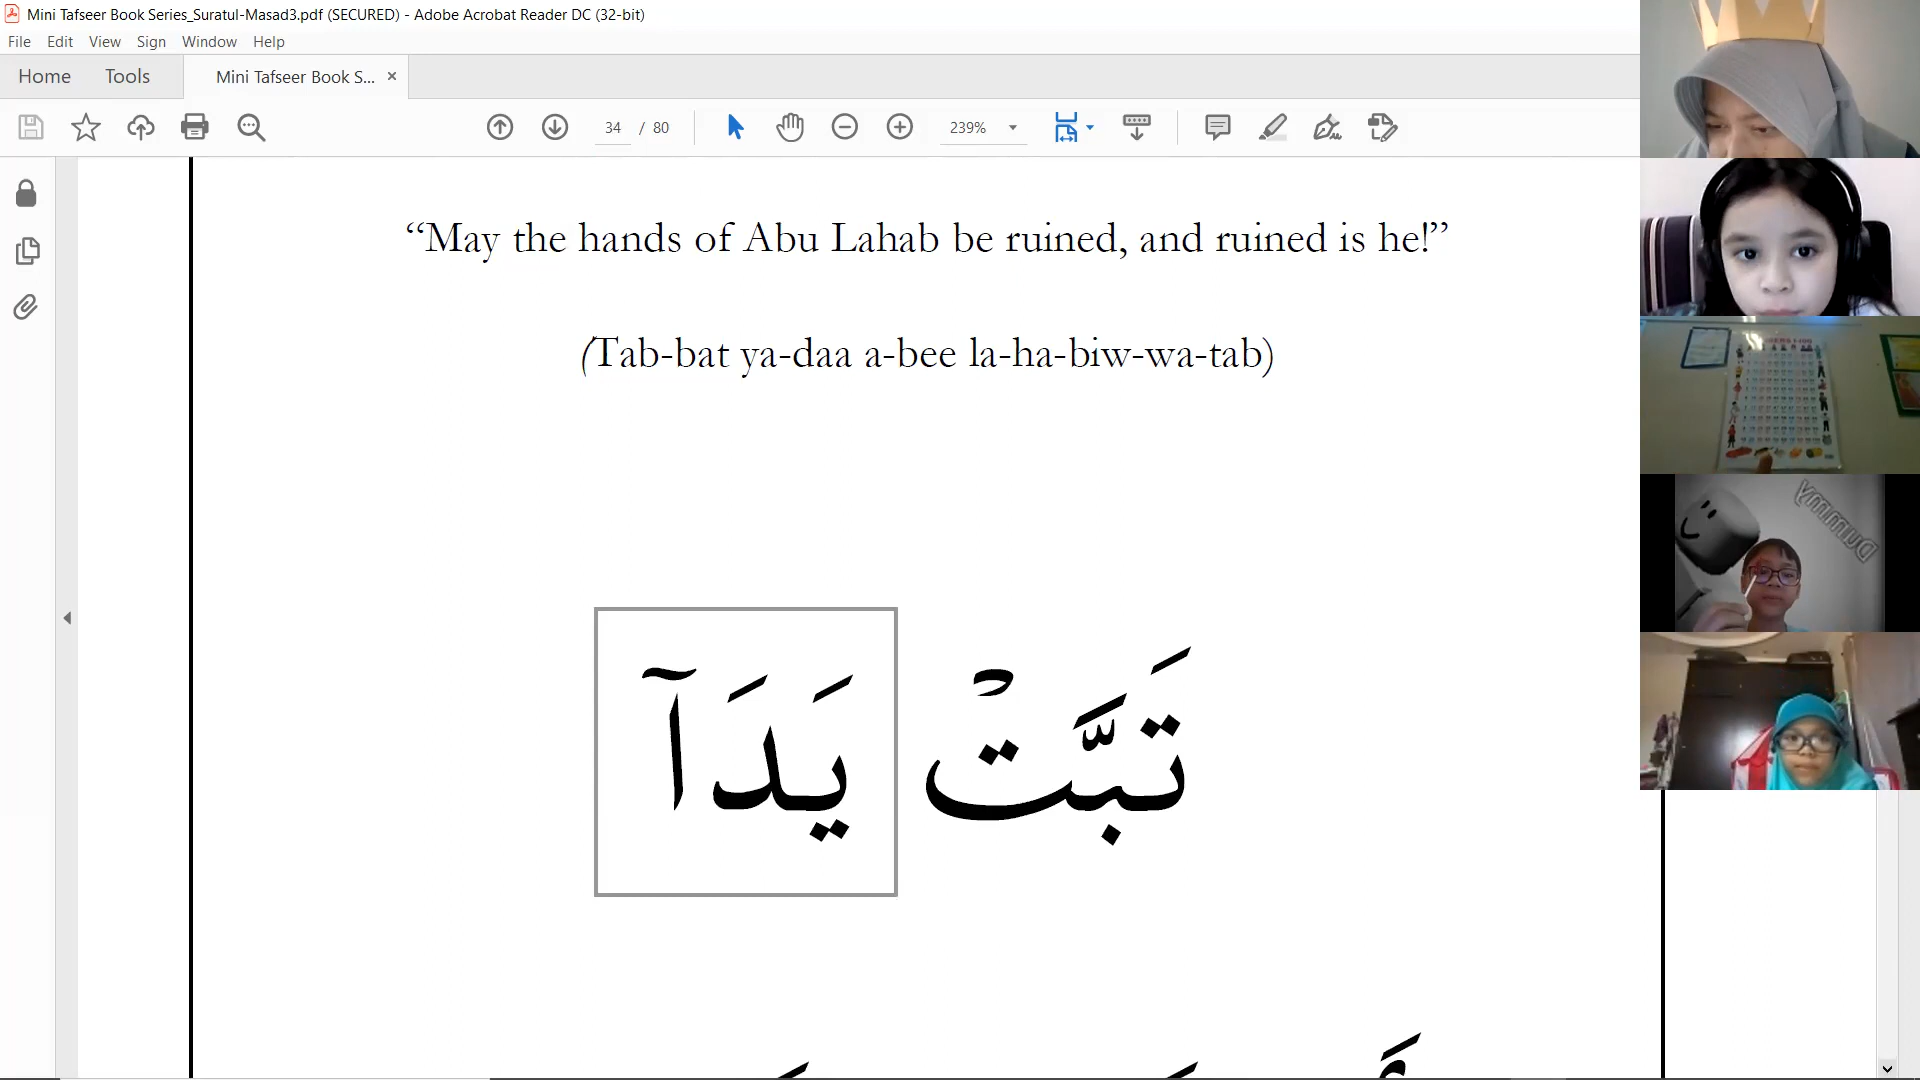 Mini Tafseer Book Series_Suratul-Masad3.pdf (SECURED) - Adobe Acrobat Reader DC (32-bit)
File Edit View Sign Window Help
Home Tools Mini Tafseer Book S... ×
34 / 80 239%
“May the hands of Abu Lahab be ruined, and ruined is he!”
(Tab-bat ya-daa a-bee la-ha-biw-wa-tab)
تَبَّتْ يَدَآ
Dummy